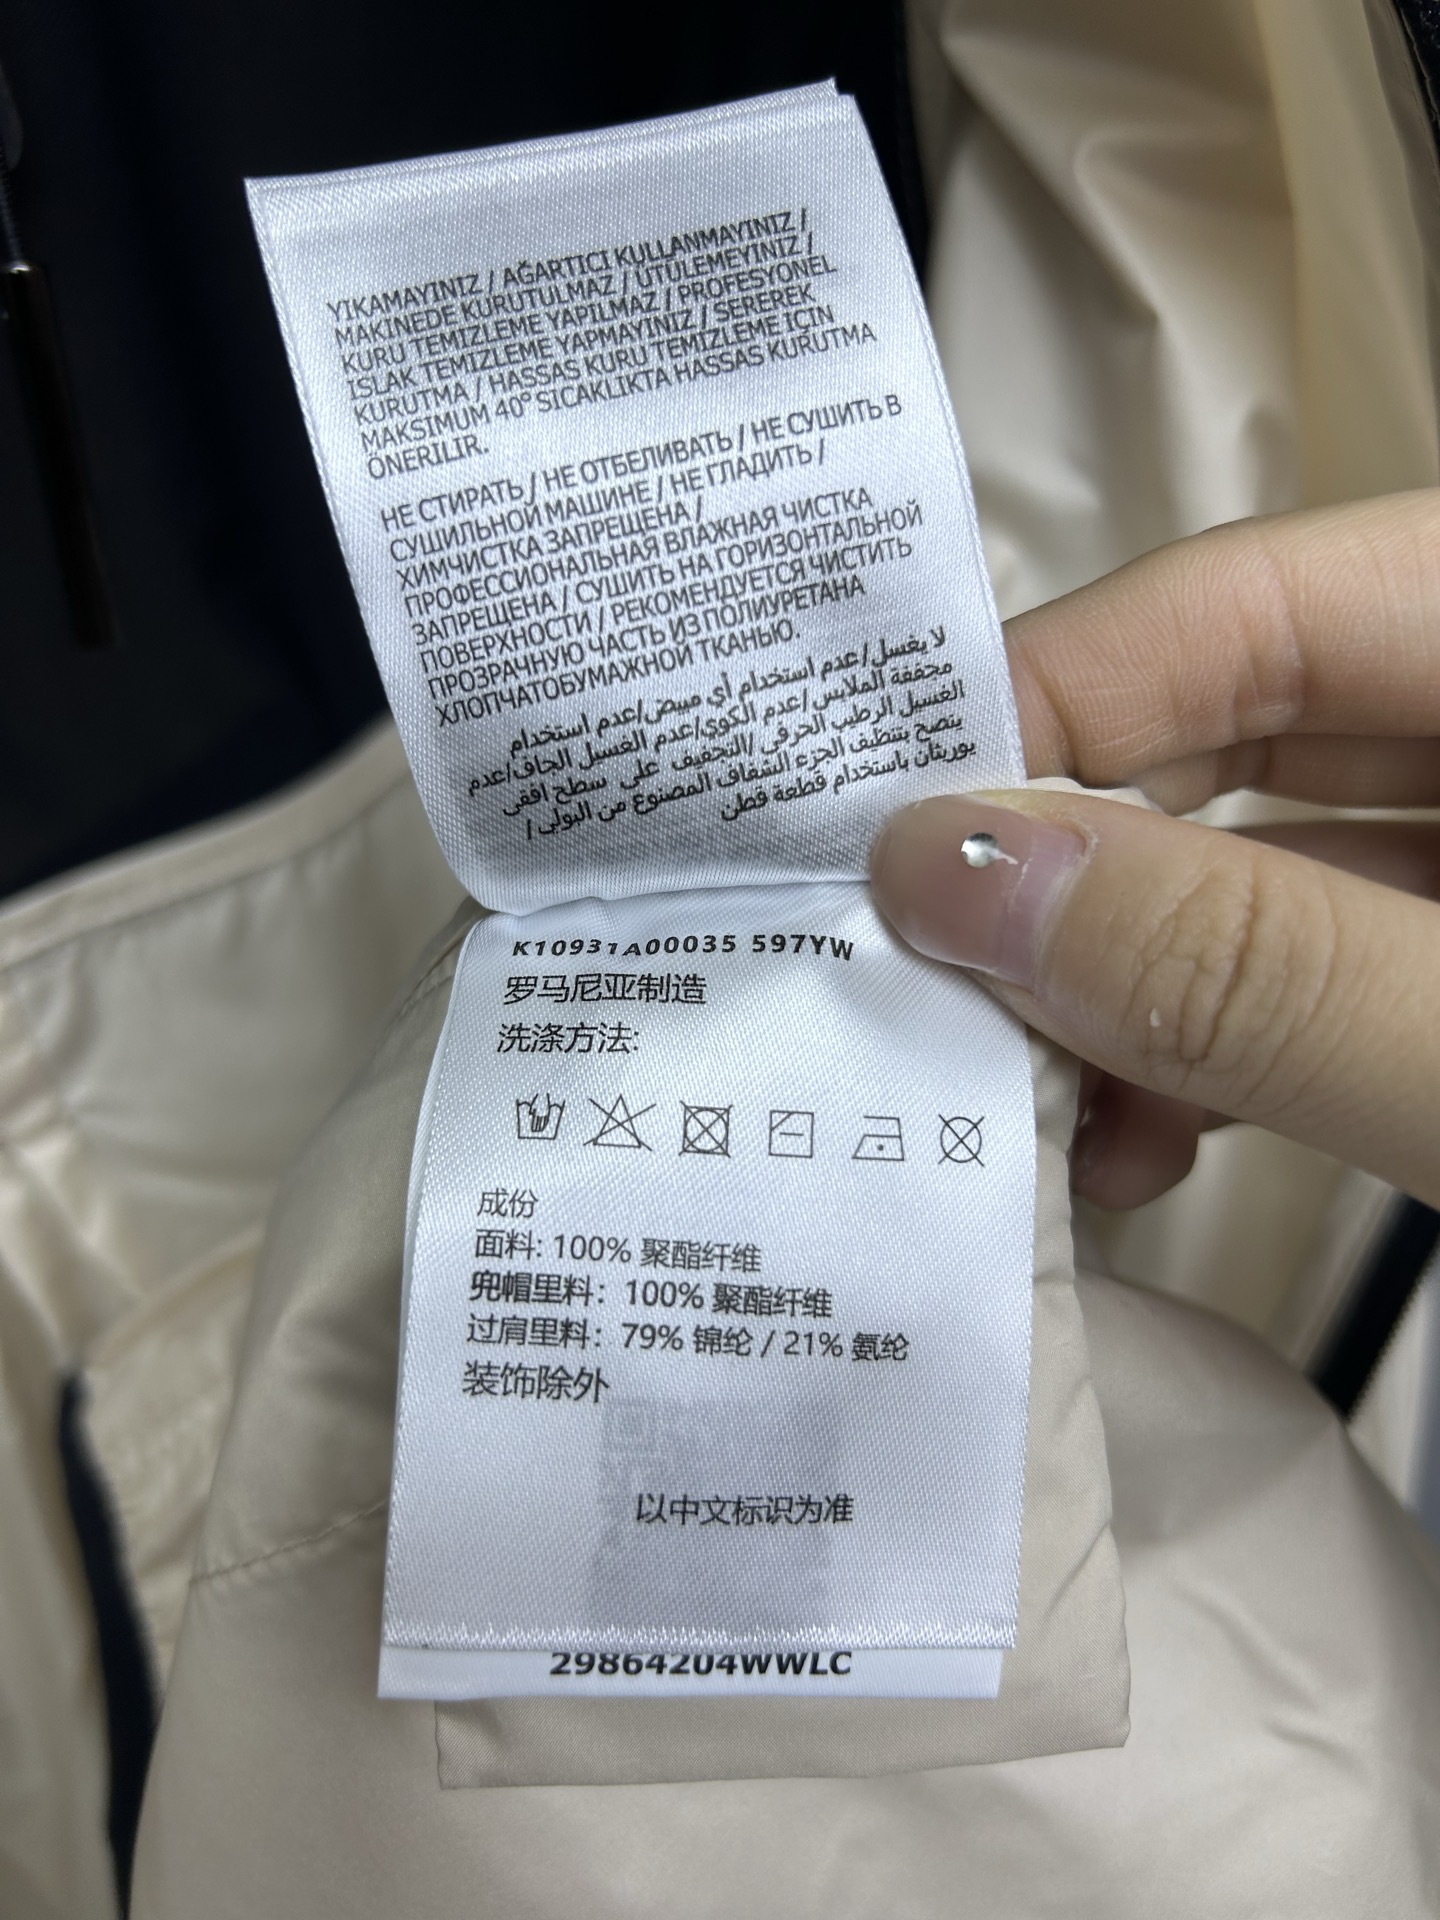 YIKAMAYINIZ / AĞARTICI KULLANMAYINIZ /
MAKINEDE KURUTULMAZ / ÜTÜLEMEYINIZ /
KURU TEMIZLEME YAPILMAZ / PROFESYONEL
ISLAK TEMIZLEME YAPMAYINIZ / SEREREK
KURUTMA / HASSAS KURU TEMIZLEME IÇIN
MAKSIMUM 40° SICAKLIKTA HASSAS KURUTMA
ÖNERILIR.
НЕ СТИРАТЬ / НЕ ОТБЕЛИВАТЬ / НЕ СУШИТЬ В
СУШИЛЬНОЙ МАШИНЕ / НЕ ГЛАДИТЬ /
ХИМЧИСТКА ЗАПРЕЩЕНА /
ПРОФЕССИОНАЛЬНАЯ ВЛАЖНАЯ ЧИСТКА
ЗАПРЕЩЕНА / СУШИТЬ НА ГОРИЗОНТАЛЬНОЙ
ПОВЕРХНОСТИ / РЕКОМЕНДУЕТСЯ ЧИСТИТЬ
ПРОЗРАЧНУЮ ЧАСТЬ ИЗ ПОЛИУРЕТАНА
ХЛОПЧАТОБУМАЖНОЙ ТКАНЬЮ.
لا يغسل/عدم استخدام أي مبيض/عدم استخدام
مجففة الملابس/عدم الكوي/عدم الغسيل الجاف/عدم
الغسيل الرطب الحرفي/التجفيف على سطح افقي
ينصح بتنظيف الجزء الشفاف المصنوع من البولي/
يوريثان باستخدام قطعة قطن
K10931A00035 597YW
罗马尼亚制造
洗涤方法:
成份
面料: 100% 聚酯纤维
兜帽里料：100% 聚酯纤维
过肩里料：79% 锦纶 / 21% 氨纶
装饰除外
以中文标识为准
29864204WWLC